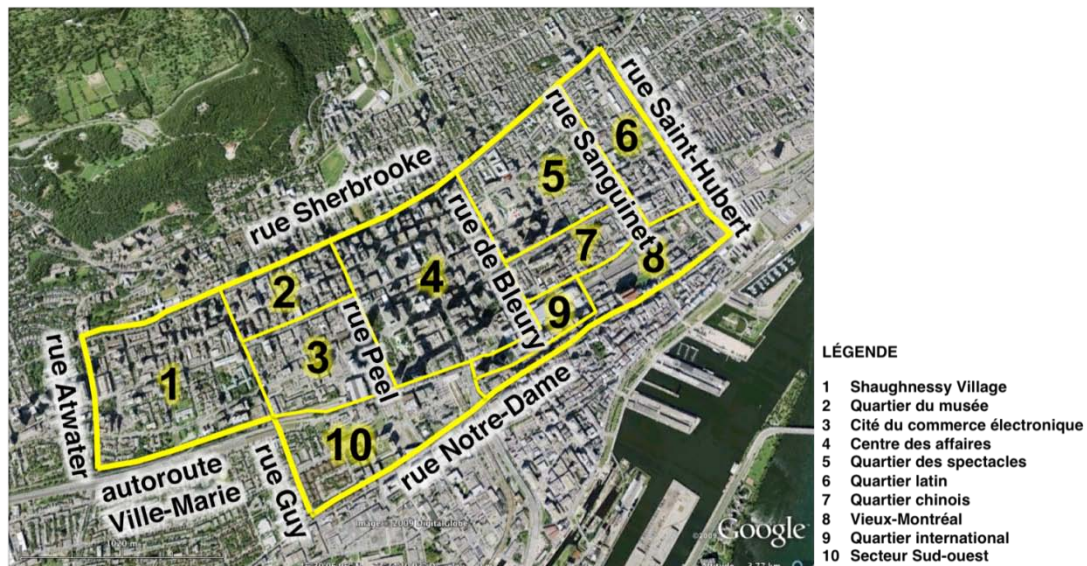 rue Saint-Hubert
rue Sanguinet
6
5
rue Sherbrooke
rue de Bleury
7
8
4
2
9
rue Peel
3
rue Atwater
1
10
rue Notre-Dame
autoroute
Ville-Marie
rue Guy
Google
LÉGENDE
1 Shaughnessy Village
2 Quartier du musée
3 Cité du commerce électronique
4 Centre des affaires
5 Quartier des spectacles
6 Quartier latin
7 Quartier chinois
8 Vieux-Montréal
9 Quartier international
10 Secteur Sud-ouest